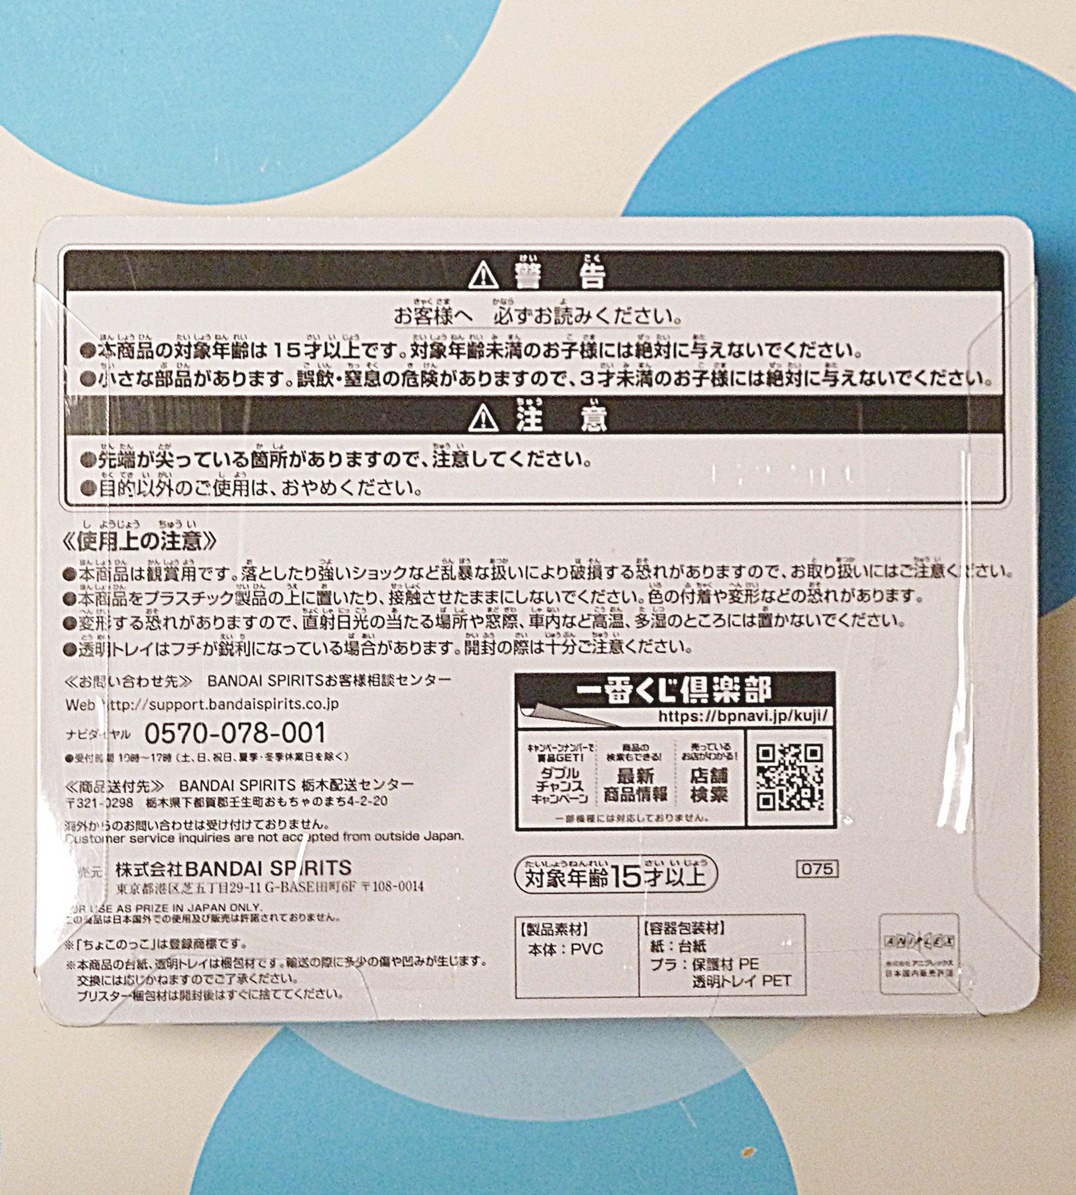 ⚠ 警告
お客様へ 必ずお読みください。
●本商品の対象年齢は15才以上です。対象年齢未満のお子様には絶対に与えないでください。
●小さな部品があります。誤飲・窒息の危険がありますので、3才未満のお子様には絶対に与えないでください。
⚠ 注意
●先端が尖っている箇所がありますので、注意してください。
●目的以外のご使用は、おやめください。
《使用上の注意》
●本商品は観賞用です。落としたり強いショックなど乱暴な扱いにより破損する恐れがありますので、お取り扱いにはご注意ください。
●本商品をプラスチック製品の上に置いたり、接触させたままにしないでください。色の付着や変形などの恐れがあります。
●変形する恐れがありますので、直射日光の当たる場所や窓際、車内など高温、多湿のところには置かないでください。
●透明トレイはフチが鋭利になっている場合があります。開封の際は十分ご注意ください。
≪お問い合わせ先≫ BANDAI SPIRITSお客様相談センター
Web http://support.bandaispirits.co.jp
ナビダイヤル 0570-078-001
●受付時間 10時〜17時(土、日、祝日、夏季・冬季休業日を除く)
≪商品送付先≫ BANDAI SPIRITS 栃木配送センター
〒321-0298 栃木県下都賀郡壬生町おもちゃのまち4-2-20
海外からのお問い合わせは受け付けておりません。
Customer service inquiries are not accepted from outside Japan.
発売元 株式会社BANDAI SPIRITS
東京都港区芝五丁目29-11 G-BASE田町6F 〒108-0014
FOR USE AS PRIZE IN JAPAN ONLY.
この商品は日本国外での使用及び販売は許諾されておりません。
※「ちょこのっこ」は登録商標です。
※本商品の台紙、透明トレイは梱包材です。輸送の際に多少の傷や凹みが生じます。
交換には応じかねますのでご了承ください。
ブリスター梱包材は開封後はすぐに捨ててください。
一番くじ倶楽部
https://bpnavi.jp/kuji/
キャンペーンナンバーで賞品GET!
ダブルチャンスキャンペーン
商品の検索もできる!
最新商品情報
売っているお店がわかる!
店舗検索
一部機種には対応しておりません。
対象年齢15才以上
075
【製品素材】
本体:PVC
【容器包装材】
紙:台紙
プラ:保護材 PE
透明トレイ PET
ANIPLEX
株式会社アニプレックス
日本国内販売許諾